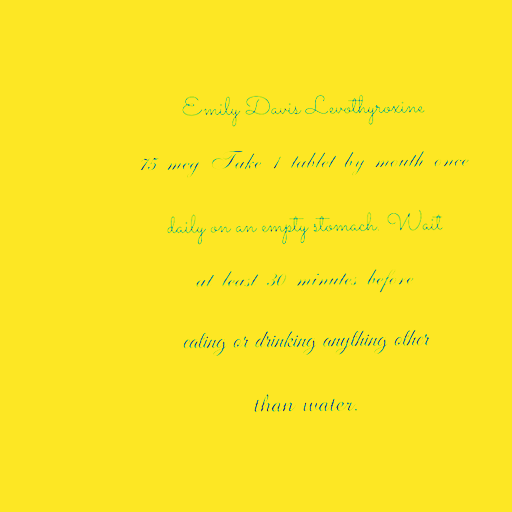 Emily Davis Levothyroxine
75 mcg Take 1 tablet by mouth once
daily on an empty stomach. Wait
at least 30 minutes before
eating or drinking anything other
than water.